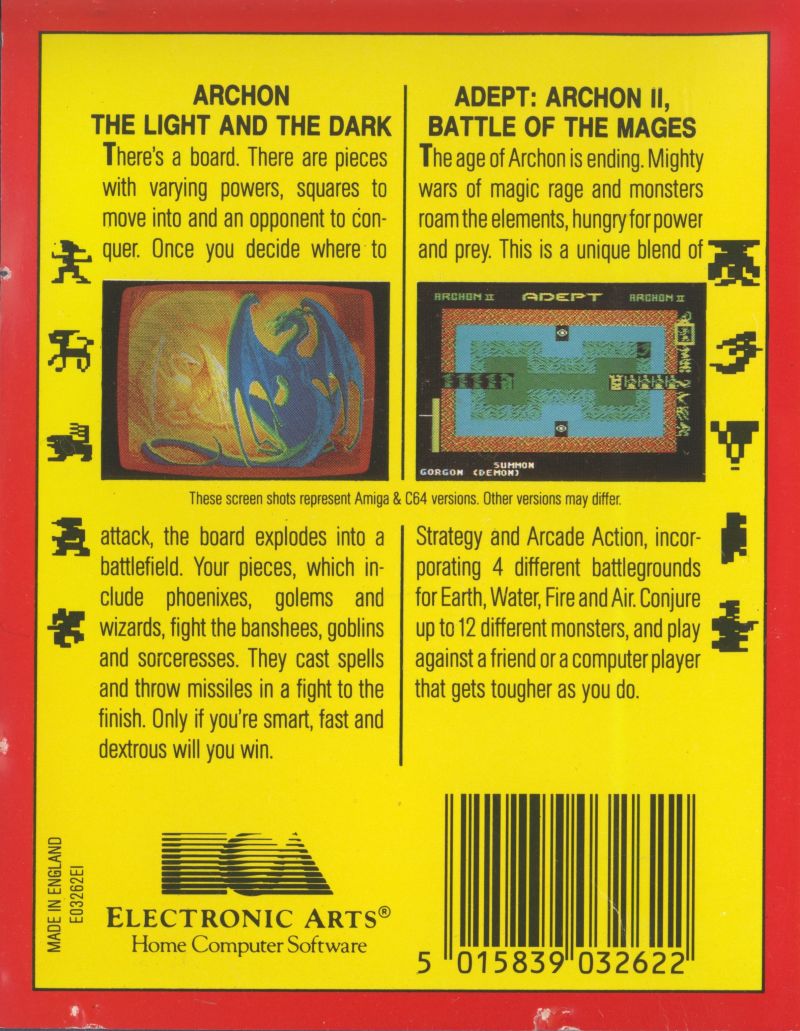 ARCHON
THE LIGHT AND THE DARK
There's a board. There are pieces
with varying powers, squares to
move into and an opponent to con-
quer. Once you decide where to
attack, the board explodes into a
battlefield. Your pieces, which in-
clude phoenixes, golems and
wizards, fight the banshees, goblins
and sorceresses. They cast spells
and throw missiles in a fight to the
finish. Only if you're smart, fast and
dextrous will you win.
ADEPT: ARCHON II,
BATTLE OF THE MAGES
The age of Archon is ending. Mighty
wars of magic rage and monsters
roam the elements, hungry for power
and prey. This is a unique blend of
ARCHON II ADEPT ARCHON II
SUMMON
GORGON (DEMON)
These screen shots represent Amiga & C64 versions. Other versions may differ.
Strategy and Arcade Action, incor-
porating 4 different battlegrounds
for Earth, Water, Fire and Air. Conjure
up to 12 different monsters, and play
against a friend or a computer player
that gets tougher as you do.
MADE IN ENGLAND
E03262EI
ELECTRONIC ARTS®
Home Computer Software
5 015839 032622